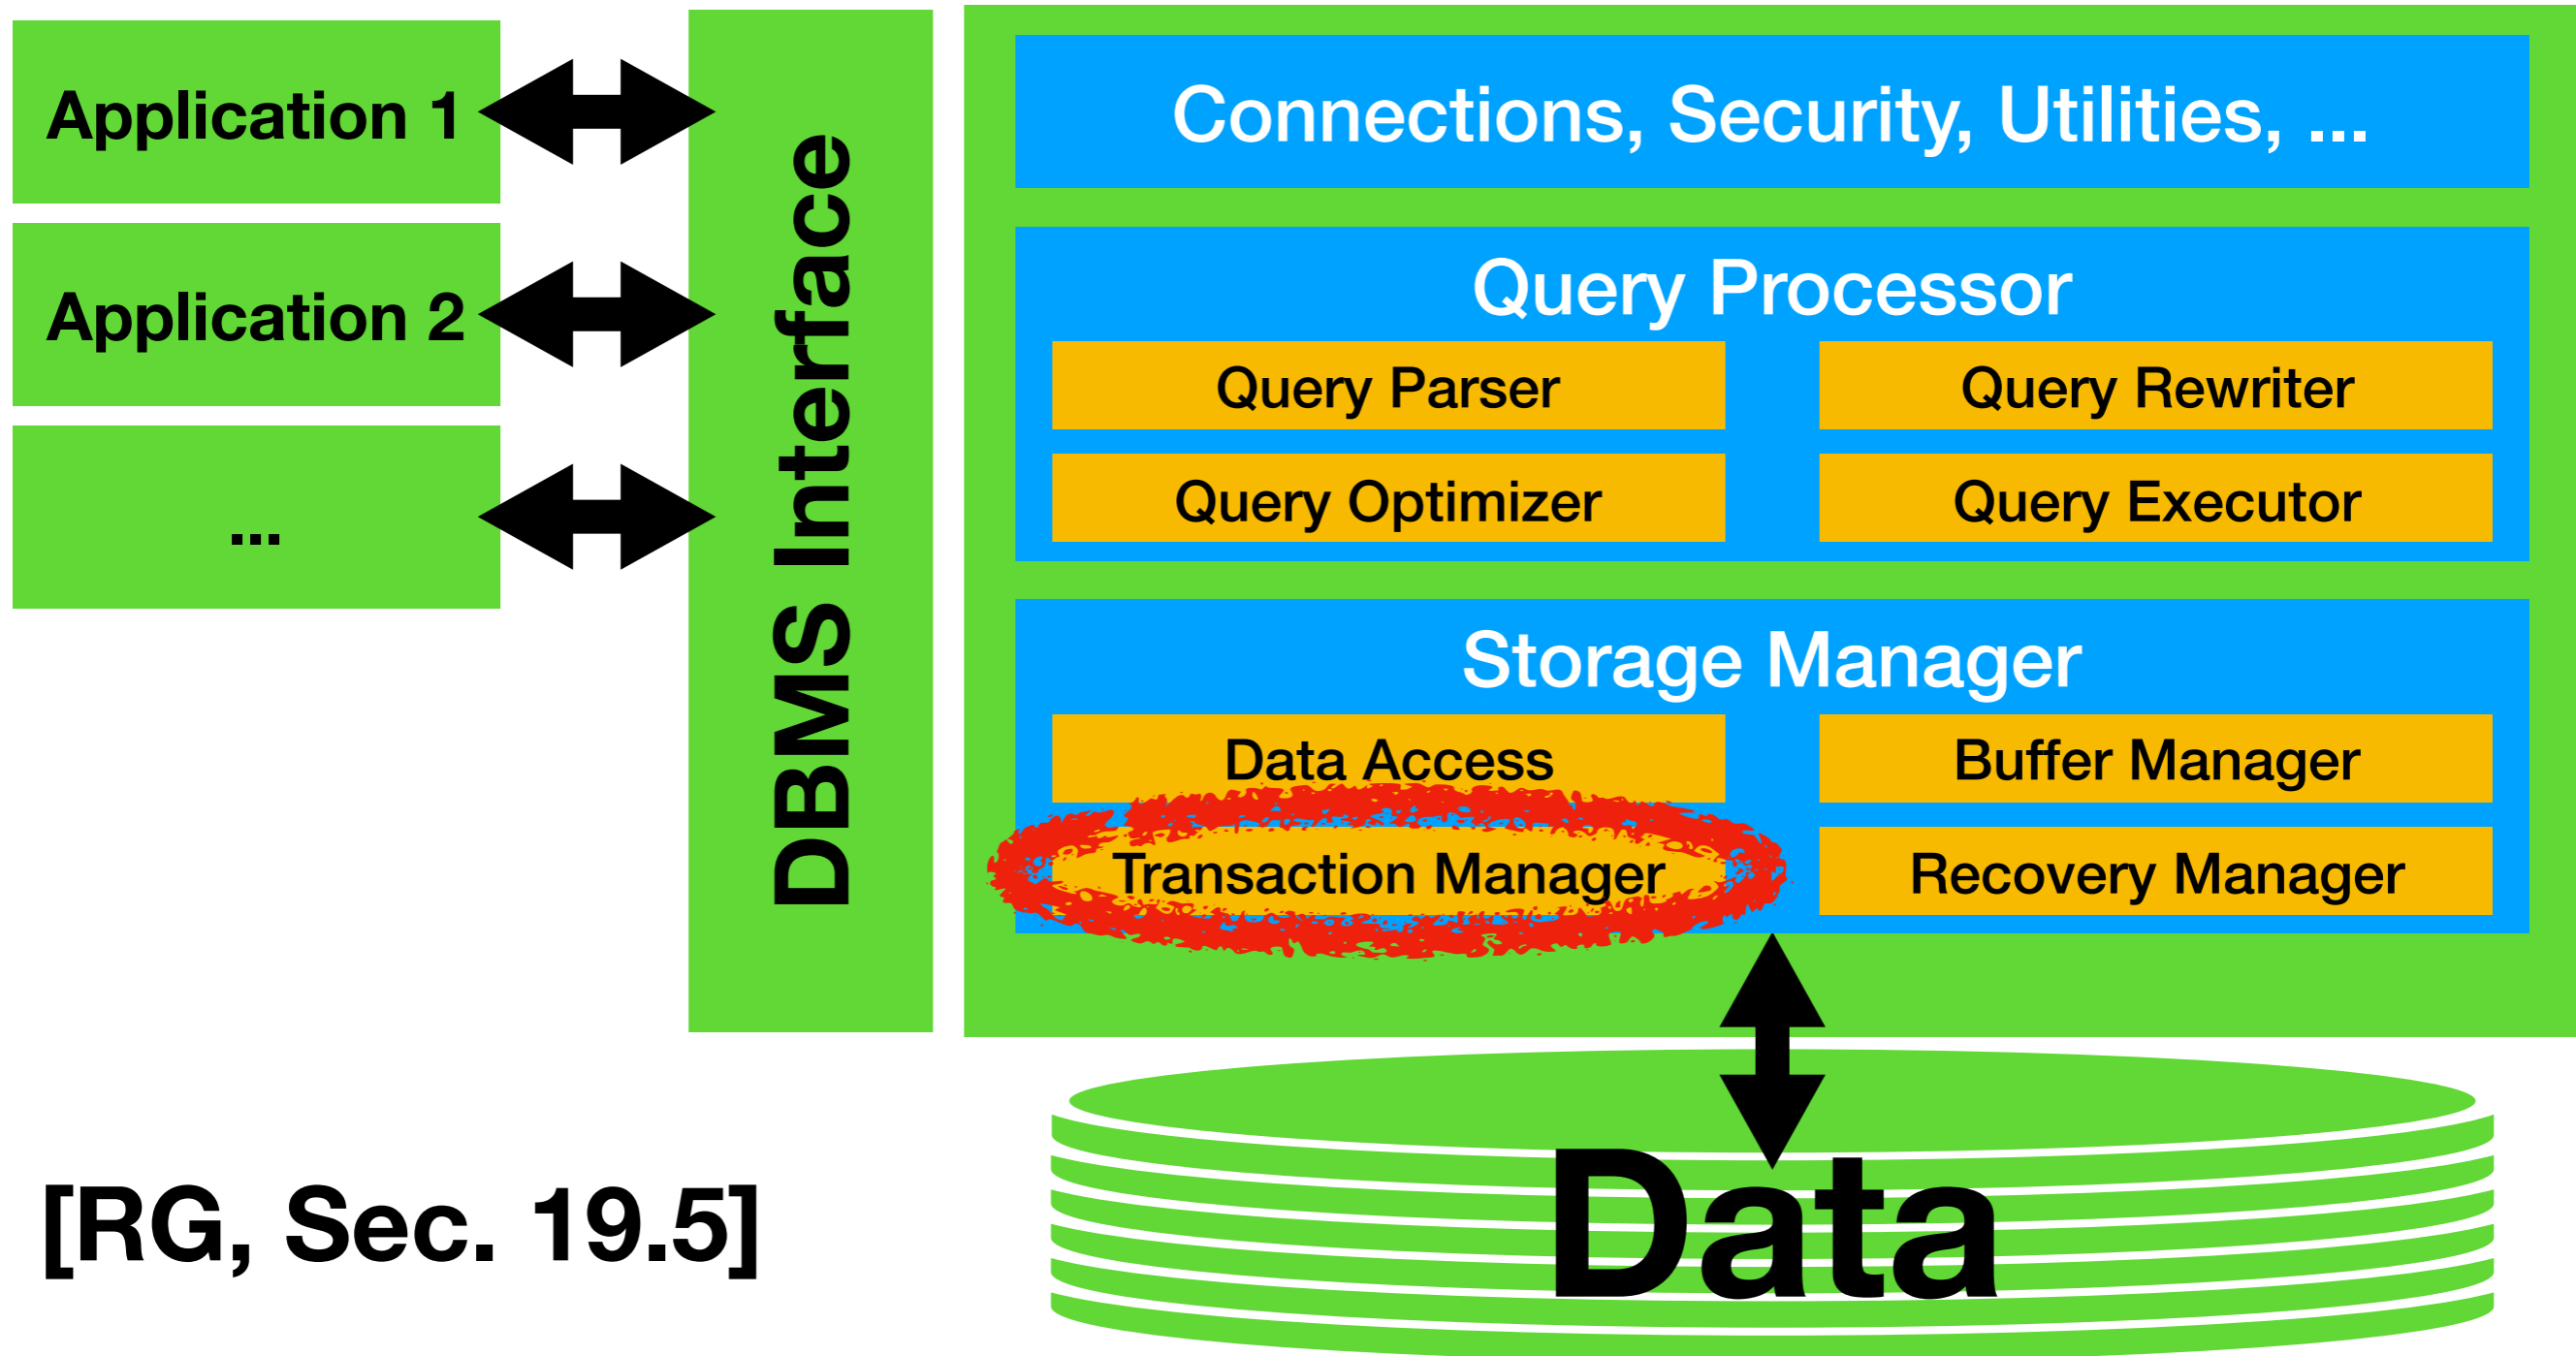 Application 1
Application 2
...
DBMS Interface
Connections, Security, Utilities, ...
Query Processor
Query Parser
Query Rewriter
Query Optimizer
Query Executor
Storage Manager
Data Access
Buffer Manager
Transaction Manager
Recovery Manager
Data
[RG, Sec. 19.5]